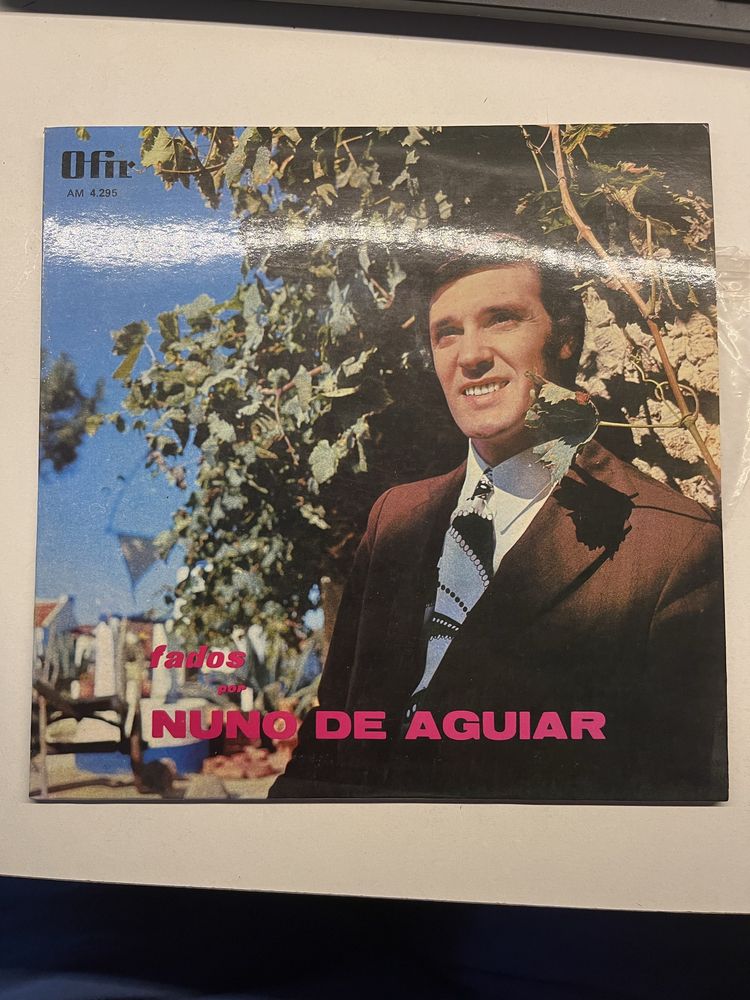 Ofir
AM 4.295
fados
por
NUNO DE AGUIAR